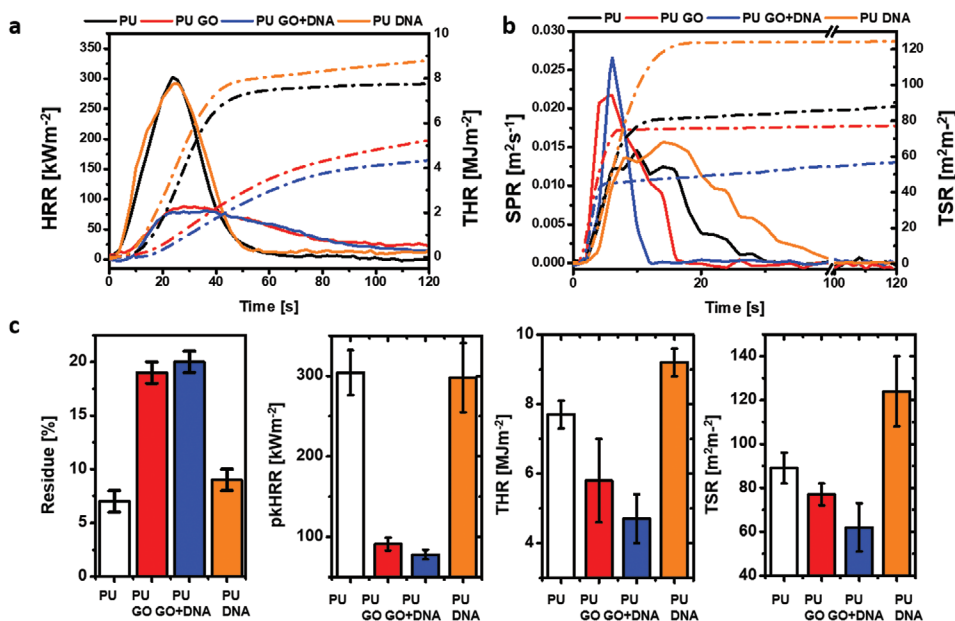 a
PU PU GO PU GO+DNA PU DNA
HRR [kWm-²]
350
300
250
200
150
100
50
0
0 20 40 60 80 100 120
Time [s]
10
8
6
4
2
0
THR [MJm-²]
b
PU PU GO PU GO+DNA PU DNA
SPR [m²s-¹]
0.030
0.025
0.020
0.015
0.010
0.005
0.000
0 20 100 120
Time [s]
120
100
80
60
40
20
0
TSR [m²m-²]
c
Residue [%]
20
15
10
5
0
PU PU PU PU
GO GO+DNA DNA
pkHRR [kWm-²]
300
200
100
PU PU PU PU
GO GO+DNA DNA
THR [MJm-²]
10
8
6
4
PU PU PU PU
GO GO+DNA DNA
TSR [m²m-²]
140
120
100
80
60
40
PU PU PU PU
GO GO+DNA DNA